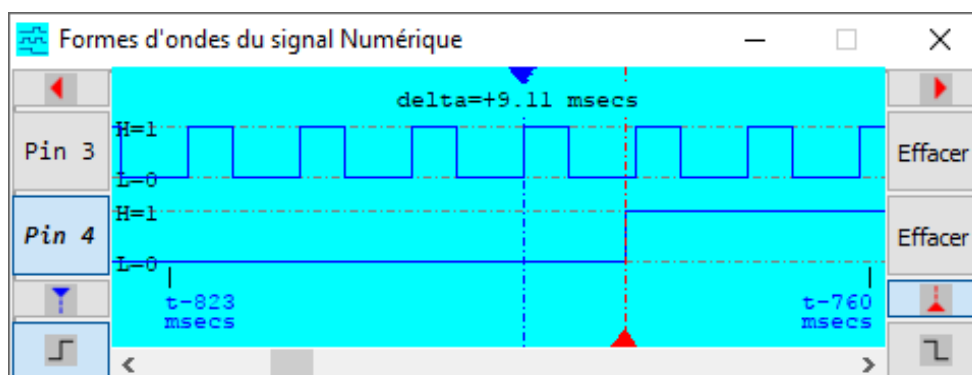 Formes d'ondes du signal Numérique
delta=+9.11 msecs
Pin 3
H=1
L=0
Effacer
Pin 4
H=1
L=0
Effacer
t-823
msecs
t-760
msecs